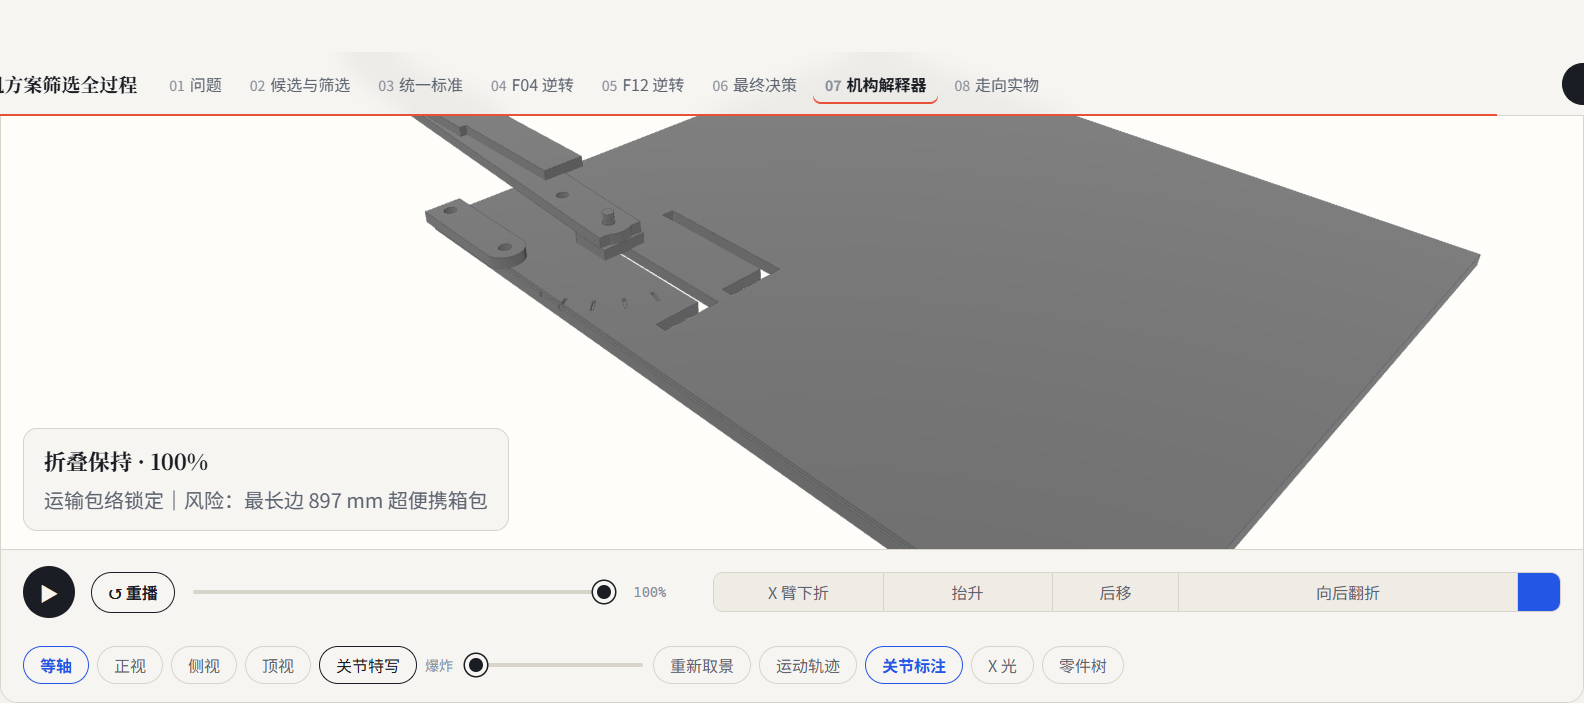 方案筛选全过程
01 问题
02 候选与筛选
03 统一标准
04 F04 逆转
05 F12 逆转
06 最终决策
07 机构解释器
08 走向实物
折叠保持 · 100%
运输包络锁定｜风险：最长边 897 mm 超便携箱包
↺ 重播
100%
X 臂下折
抬升
后移
向后翻折
等轴
正视
侧视
顶视
关节特写
爆炸
重新取景
运动轨迹
关节标注
X 光
零件树